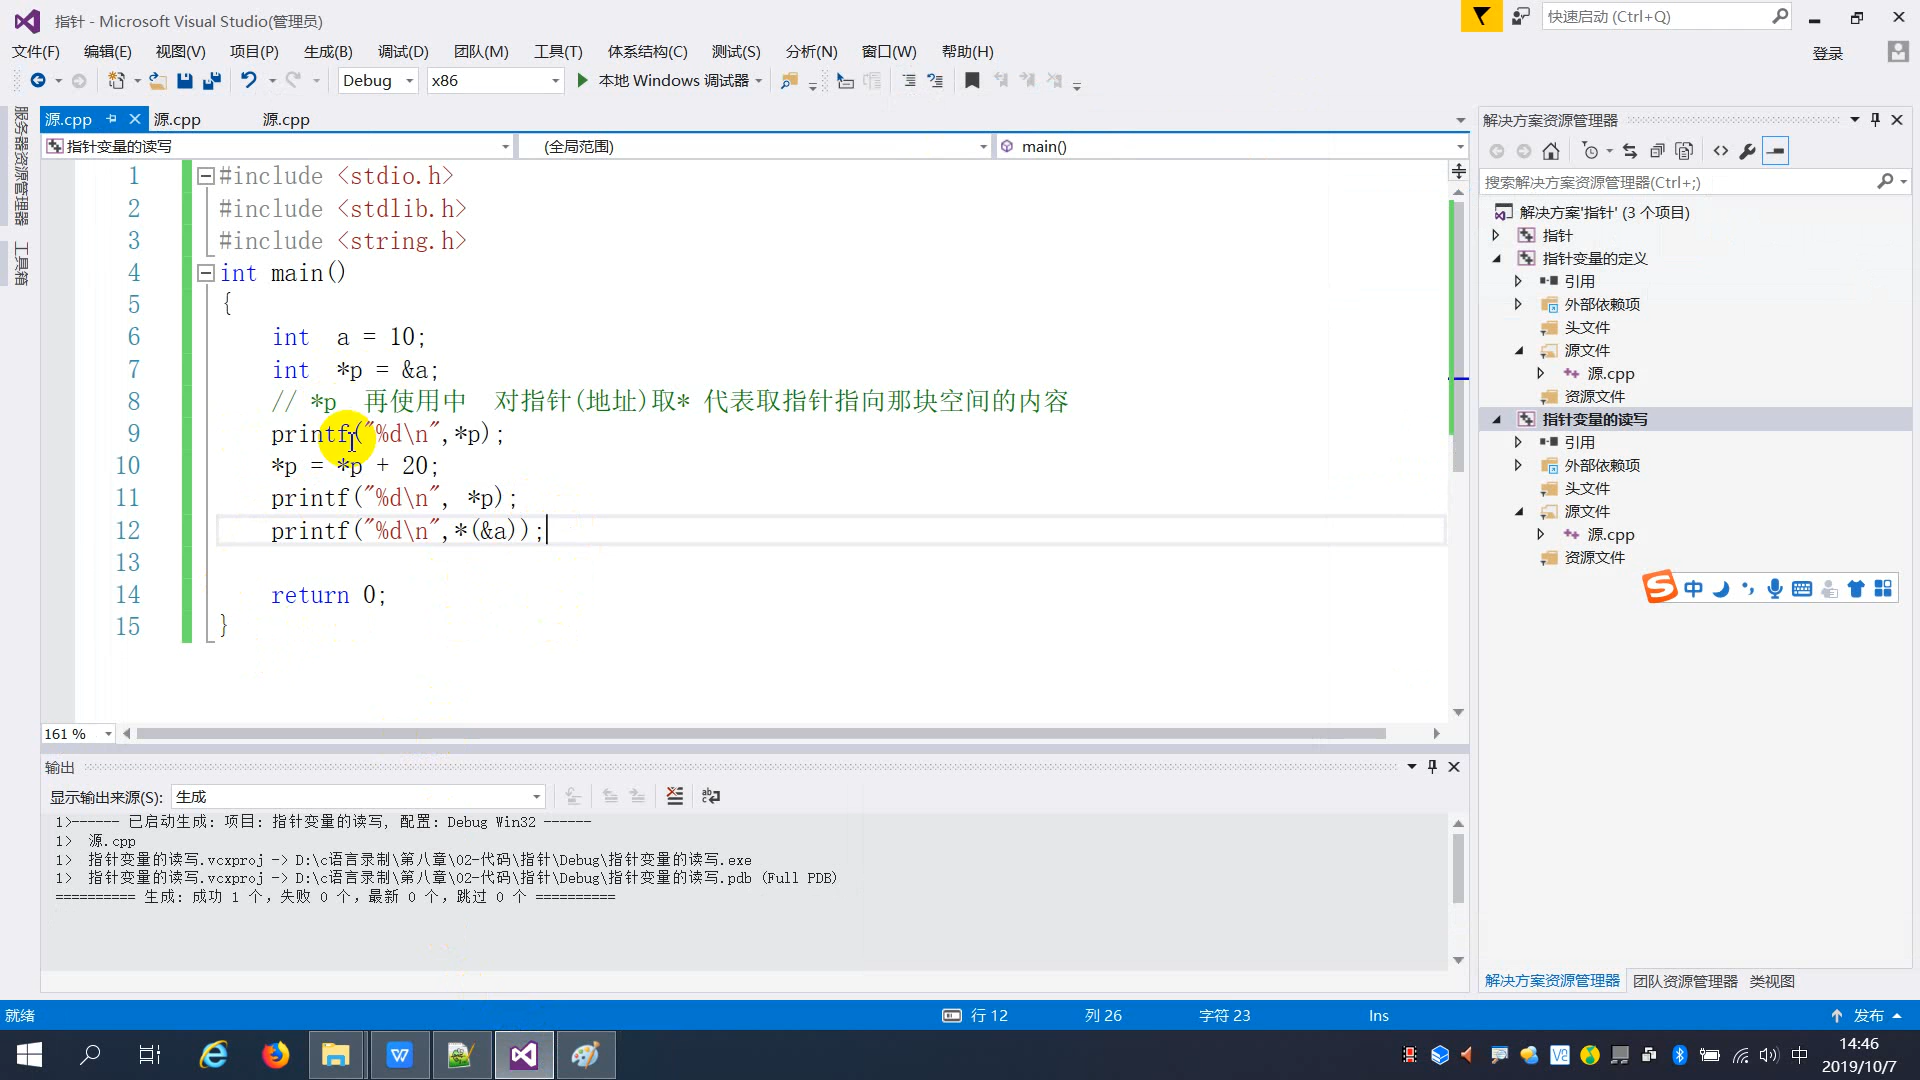 指针 - Microsoft Visual Studio(管理员)
快速启动 (Ctrl+Q)
文件(F) 编辑(E) 视图(V) 项目(P) 生成(B) 调试(D) 团队(M) 工具(T) 体系结构(C) 测试(S) 分析(N) 窗口(W) 帮助(H)
登录
Debug x86 本地 Windows 调试器
服务器资源管理器
工具箱
源.cpp 源.cpp 源.cpp
指针变量的读写 (全局范围) main()
1 #include <stdio.h>
2 #include <stdlib.h>
3 #include <string.h>
4 int main()
5 {
6 int a = 10;
7 int *p = &a;
8 // *p 再使用中 对指针(地址)取* 代表取指针指向那块空间的内容
9 printf("%d\n",*p);
10 *p = *p + 20;
11 printf("%d\n", *p);
12 printf("%d\n",*(&a));
13
14 return 0;
15 }
161 %
输出
显示输出来源(S): 生成
1>------ 已启动生成: 项目: 指针变量的读写, 配置: Debug Win32 ------
1> 源.cpp
1> 指针变量的读写.vcxproj -> D:\c语言录制\第八章\02-代码\指针\Debug\指针变量的读写.exe
1> 指针变量的读写.vcxproj -> D:\c语言录制\第八章\02-代码\指针\Debug\指针变量的读写.pdb (Full PDB)
========== 生成: 成功 1 个，失败 0 个，最新 0 个，跳过 0 个 ==========
解决方案资源管理器
搜索解决方案资源管理器(Ctrl+;)
解决方案'指针' (3 个项目)
指针
指针变量的定义
引用
外部依赖项
头文件
源文件
源.cpp
资源文件
指针变量的读写
引用
外部依赖项
头文件
源文件
源.cpp
资源文件
中
解决方案资源管理器 团队资源管理器 类视图
就绪 行 12 列 26 字符 23 Ins 发布
中
14:46
2019/10/7